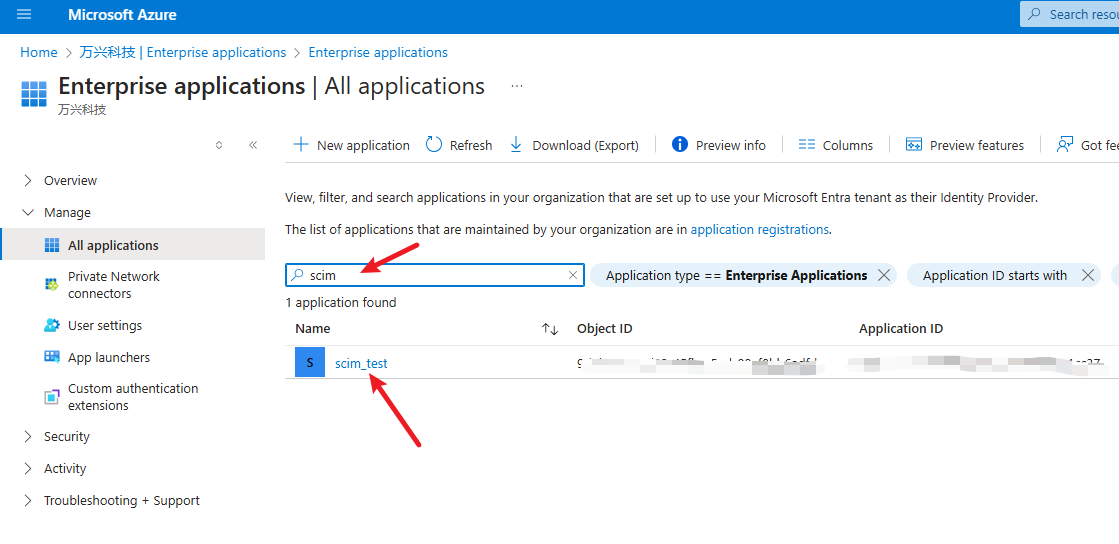 Microsoft Azure
Search resou
Home > 万兴科技 | Enterprise applications > Enterprise applications
Enterprise applications | All applications ...
万兴科技
New application
Refresh
Download (Export)
Preview info
Columns
Preview features
Got fee
Overview
Manage
All applications
Private Network
connectors
User settings
App launchers
Custom authentication
extensions
Security
Activity
Troubleshooting + Support
View, filter, and search applications in your organization that are set up to use your Microsoft Entra tenant as their Identity Provider.
The list of applications that are maintained by your organization are in application registrations.
scim
Application type == Enterprise Applications
Application ID starts with
1 application found
Name
Object ID
Application ID
S
scim_test